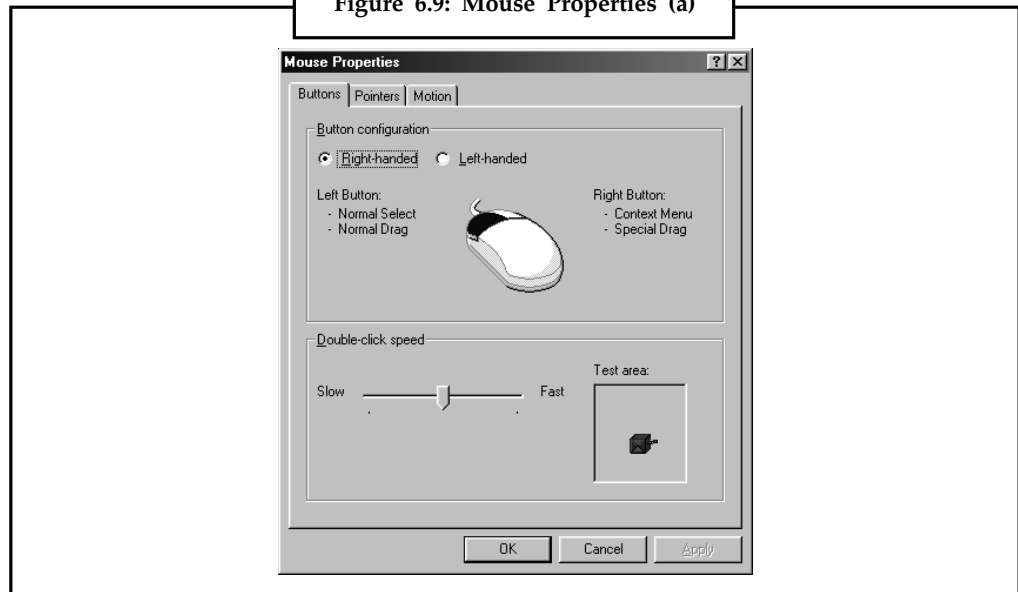 Figure 6.9: Mouse Properties (a)
Mouse Properties
Buttons Pointers Motion
Button configuration
Right-handed Left-handed
Left Button:
- Normal Select
- Normal Drag
Right Button:
- Context Menu
- Special Drag
Double-click speed
Slow Fast
Test area:
OK Cancel Apply